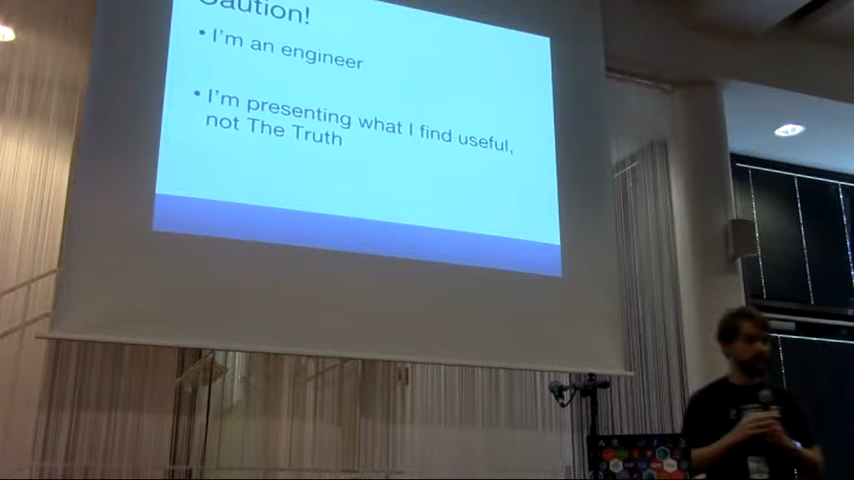 Caution!
• I'm an engineer
• I'm presenting what I find useful,
not The Truth